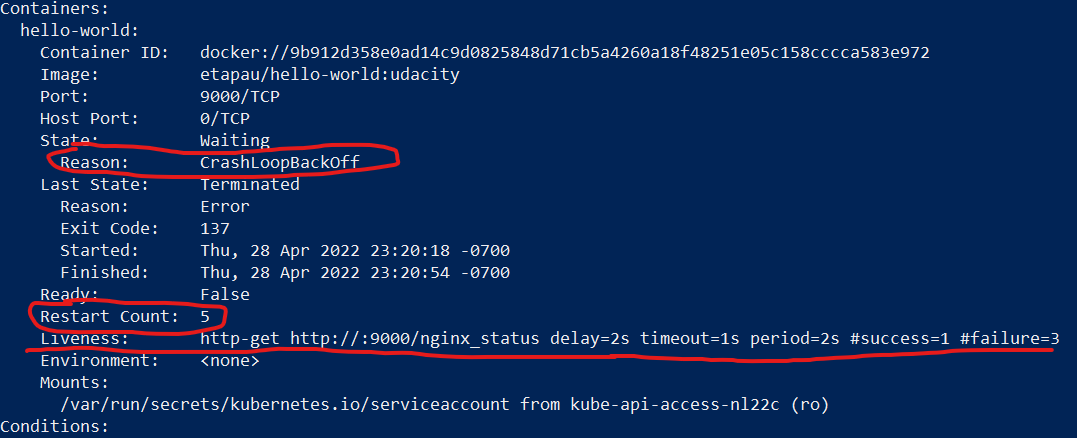 Containers:
hello-world:
Container ID: docker://9b912d358e0ad14c9d0825848d71cb5a4260a18f48251e05c158cccca583e972
Image: etapau/hello-world:udacity
Port: 9000/TCP
Host Port: 0/TCP
State: Waiting
Reason: CrashLoopBackOff
Last State: Terminated
Reason: Error
Exit Code: 137
Started: Thu, 28 Apr 2022 23:20:18 -0700
Finished: Thu, 28 Apr 2022 23:20:54 -0700
Ready: False
Restart Count: 5
Liveness: http-get http://:9000/nginx_status delay=2s timeout=1s period=2s #success=1 #failure=3
Environment: <none>
Mounts:
/var/run/secrets/kubernetes.io/serviceaccount from kube-api-access-nl22c (ro)
Conditions: